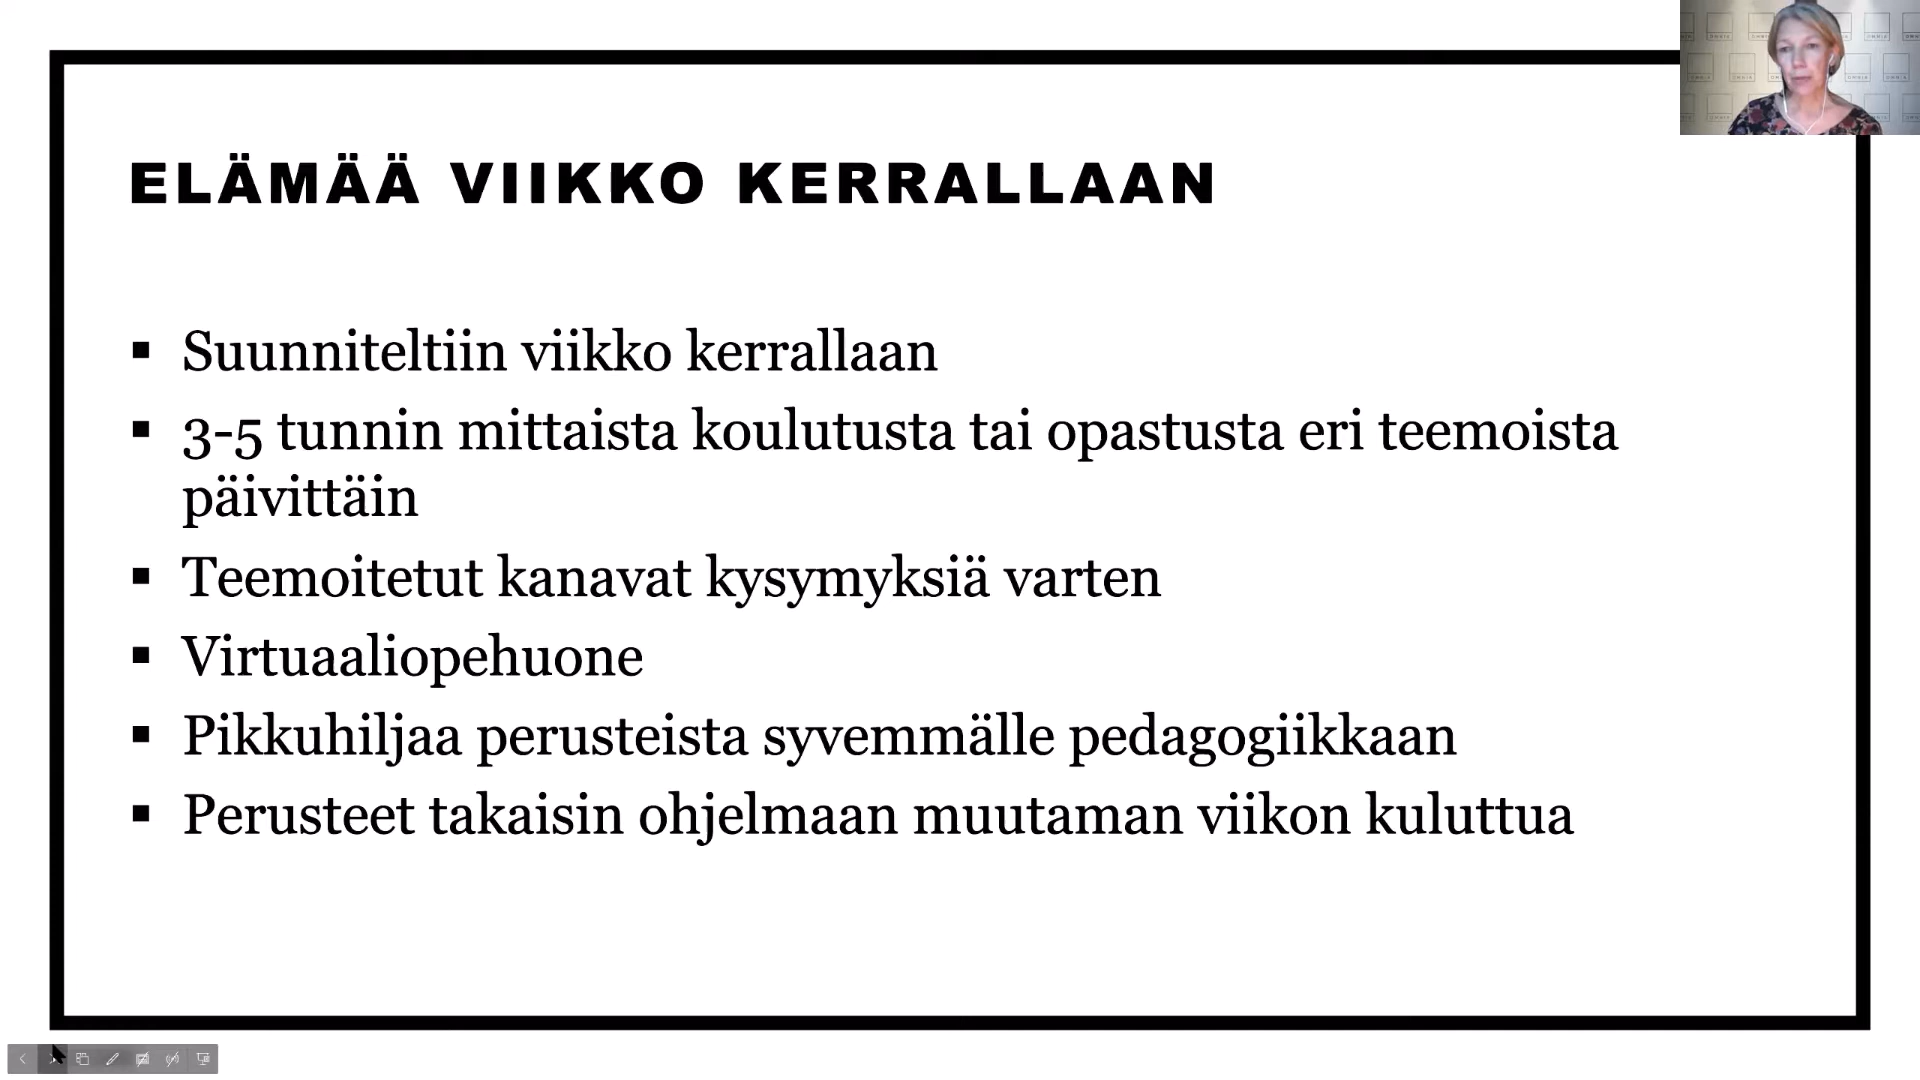 ELÄMÄÄ VIIKKO KERRALLAAN
▪ Suunniteltiin viikko kerrallaan
▪ 3-5 tunnin mittaista koulutusta tai opastusta eri teemoista
päivittäin
▪ Teemoitetut kanavat kysymyksiä varten
▪ Virtuaaliopehuone
▪ Pikkuhiljaa perusteista syvemmälle pedagogiikkaan
▪ Perusteet takaisin ohjelmaan muutaman viikon kuluttua